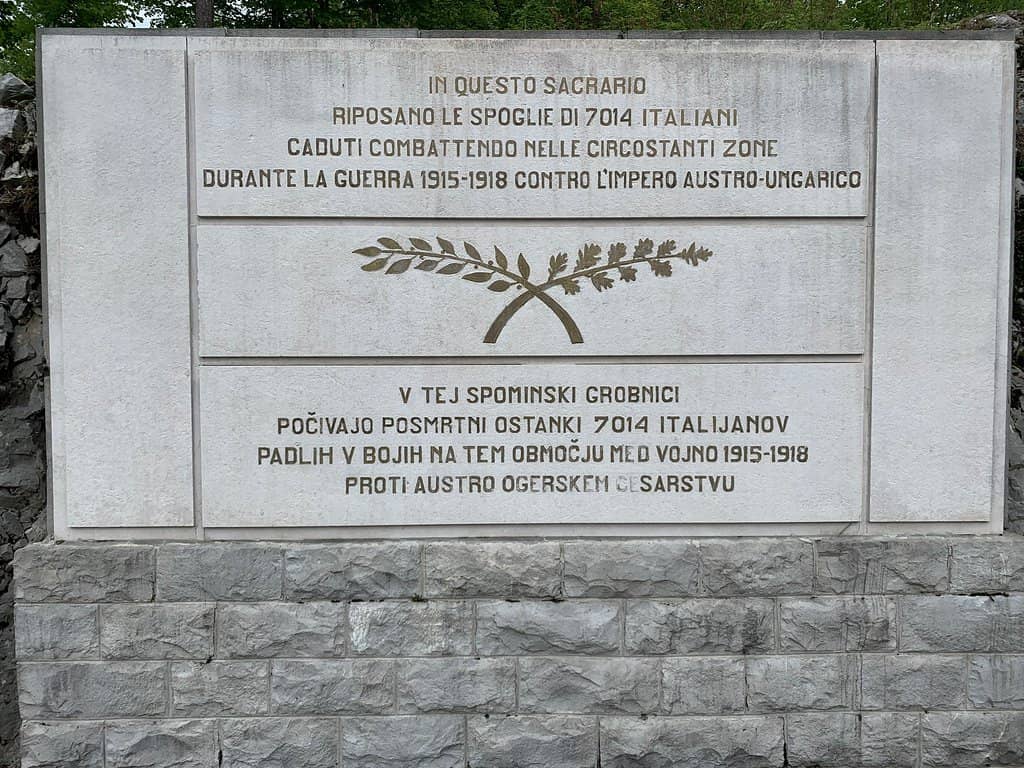 IN QUESTO SACRARIO
RIPOSANO LE SPOGLIE DI 7014 ITALIANI
CADUTI COMBATTENDO NELLE CIRCOSTANTI ZONE
DURANTE LA GUERRA 1915-1918 CONTRO L'IMPERO AUSTRO-UNGARICO
V TEJ SPOMINSKI GROBNICI
POČIVAJO POSMRTNI OSTANKI 7014 ITALIJANOV
PADLIH V BOJIH NA TEM OBMOČJU MED VOJNO 1915-1918
PROTI AUSTRO OGERSKEM CESARSTVU